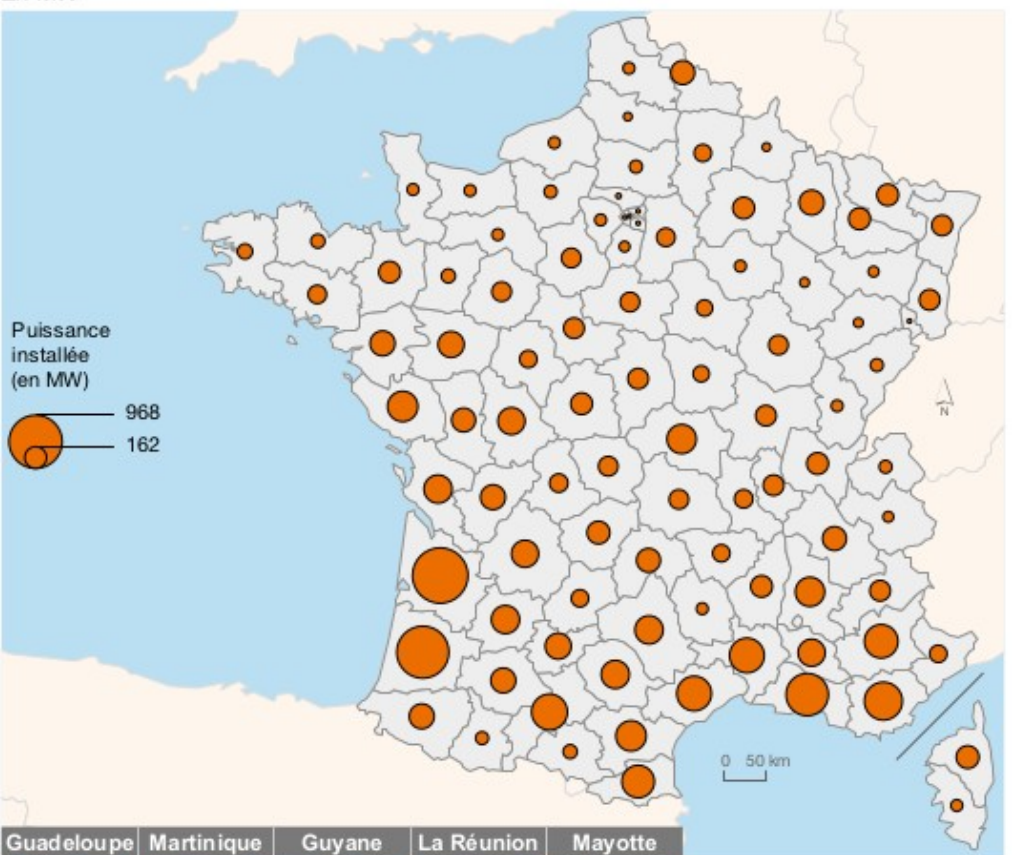 Puissance
installée
(en MW)
968
162
N
0 50 km
Guadeloupe Martinique Guyane La Réunion Mayotte